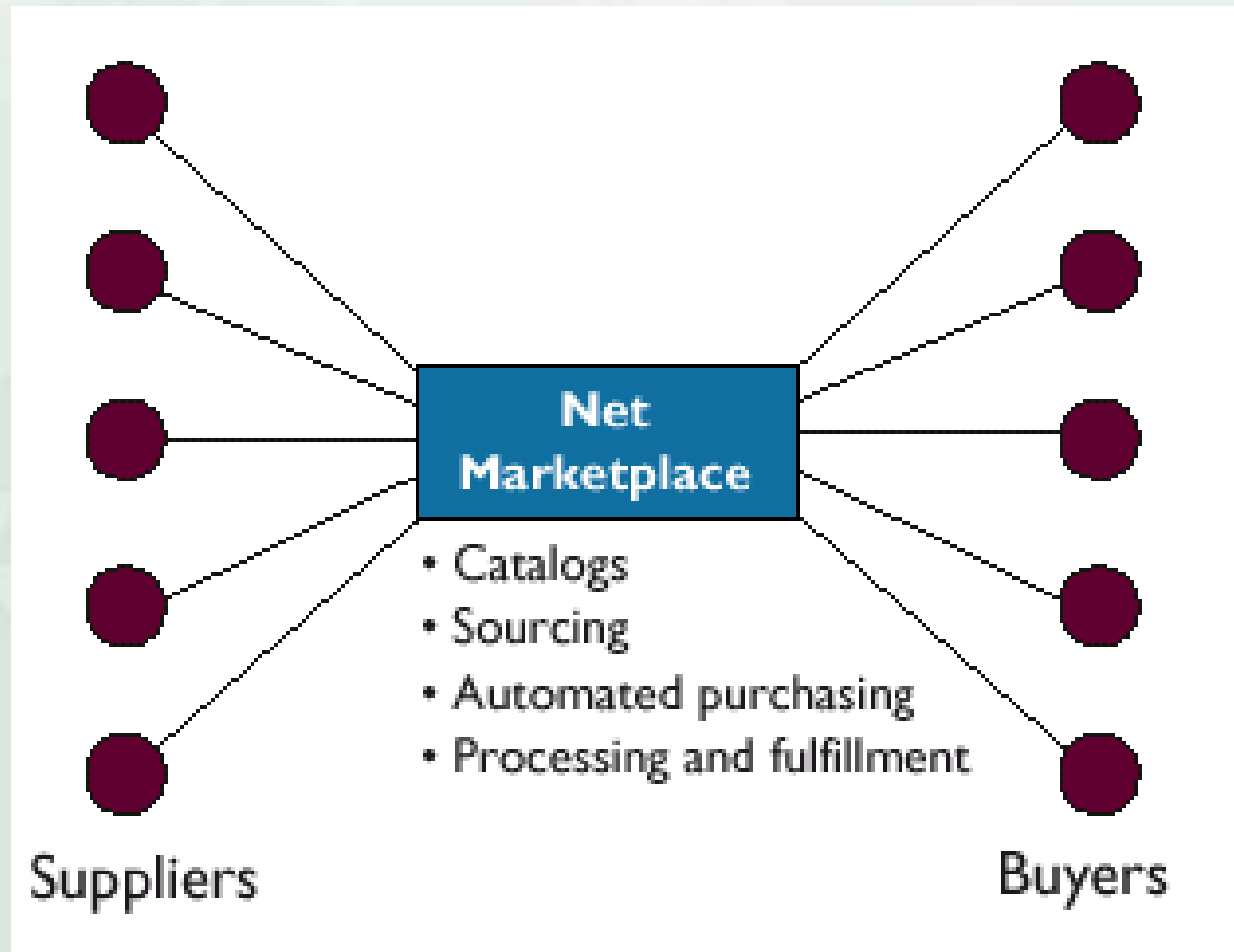 Net
Marketplace
• Catalogs
• Sourcing
• Automated purchasing
• Processing and fulfillment
Suppliers
Buyers